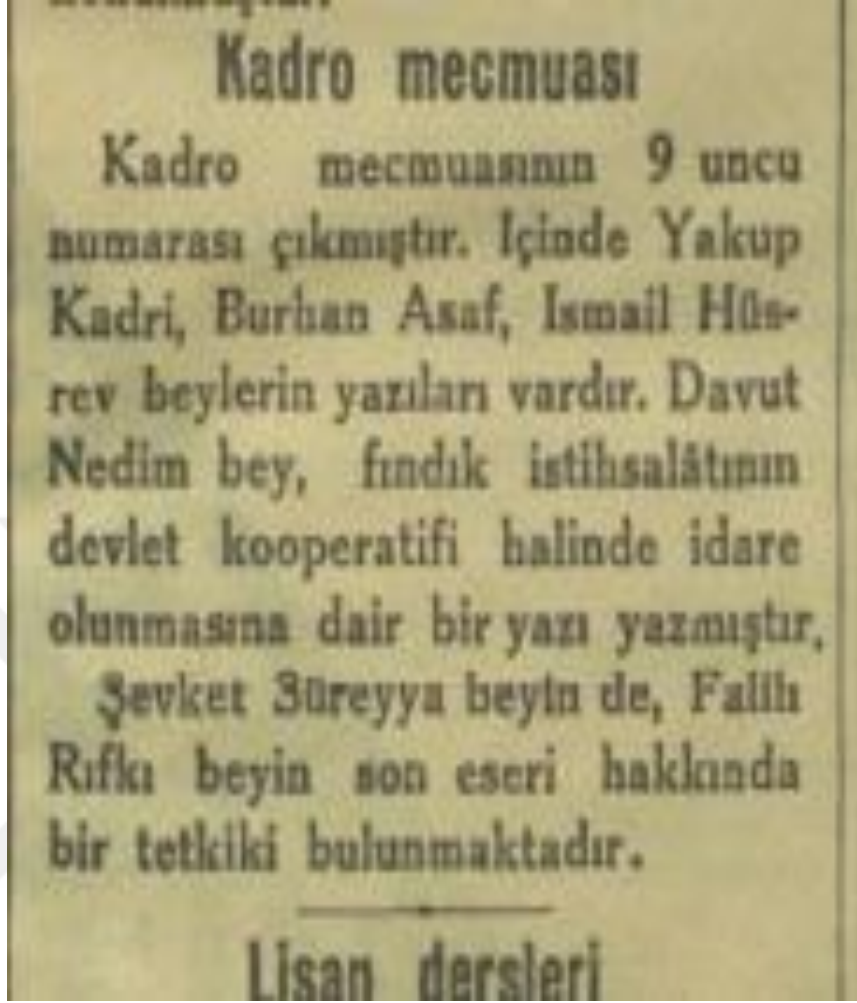 Kadro mecmuası
Kadro mecmuasının 9 uncu
numarası çıkmıştır. Içinde Yakup
Kadri, Burhan Asaf, Ismail Hüs-
rev beylerin yazıları vardır. Davut
Nedim bey, fındık istihsalâtının
devlet kooperatifi halinde idare
olunmasına dair bir yazı yazmıştır.
Şevket Süreyya beyin de, Falih
Rıfkı beyin son eseri hakkında
bir tetkiki bulunmaktadır.
Lisan dersleri